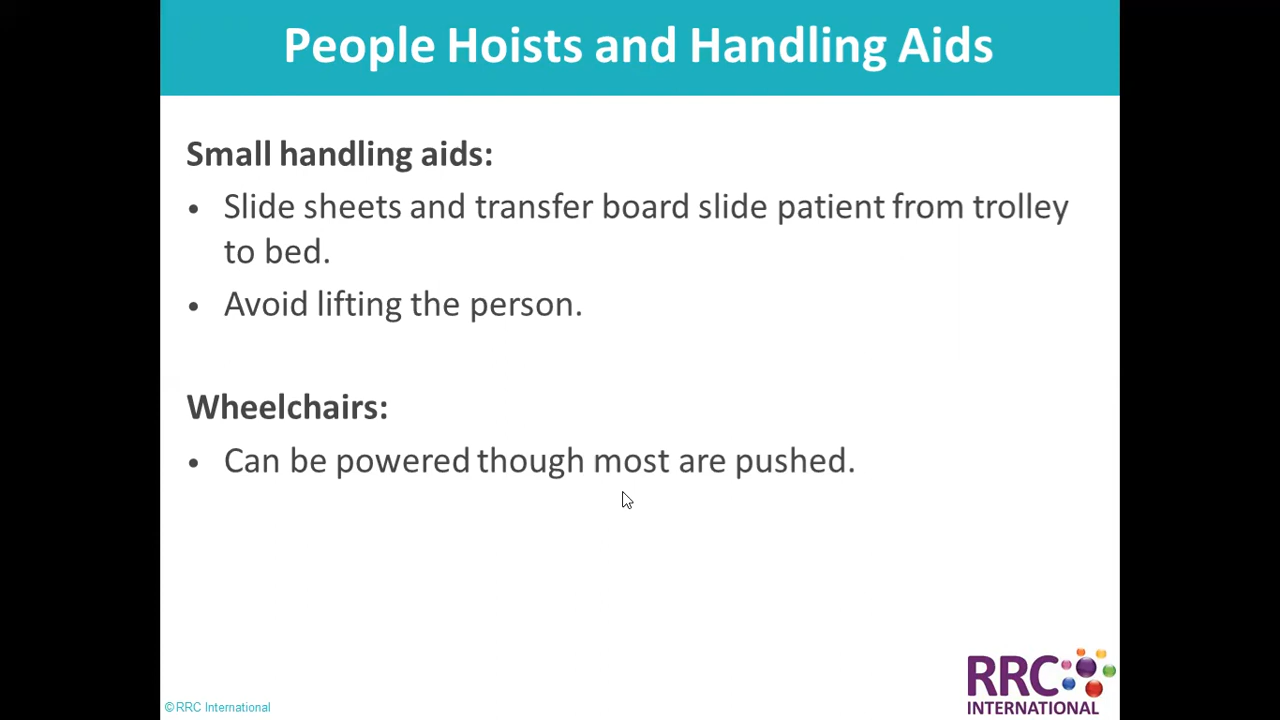 People Hoists and Handling Aids
Small handling aids:
• Slide sheets and transfer board slide patient from trolley
to bed.
• Avoid lifting the person.
Wheelchairs:
• Can be powered though most are pushed.
© RRC International
RRC
INTERNATIONAL